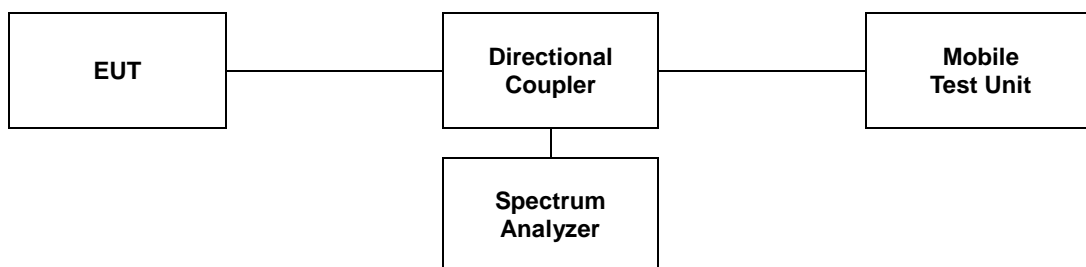 EUT
Directional
Coupler
Mobile
Test Unit
Spectrum
Analyzer